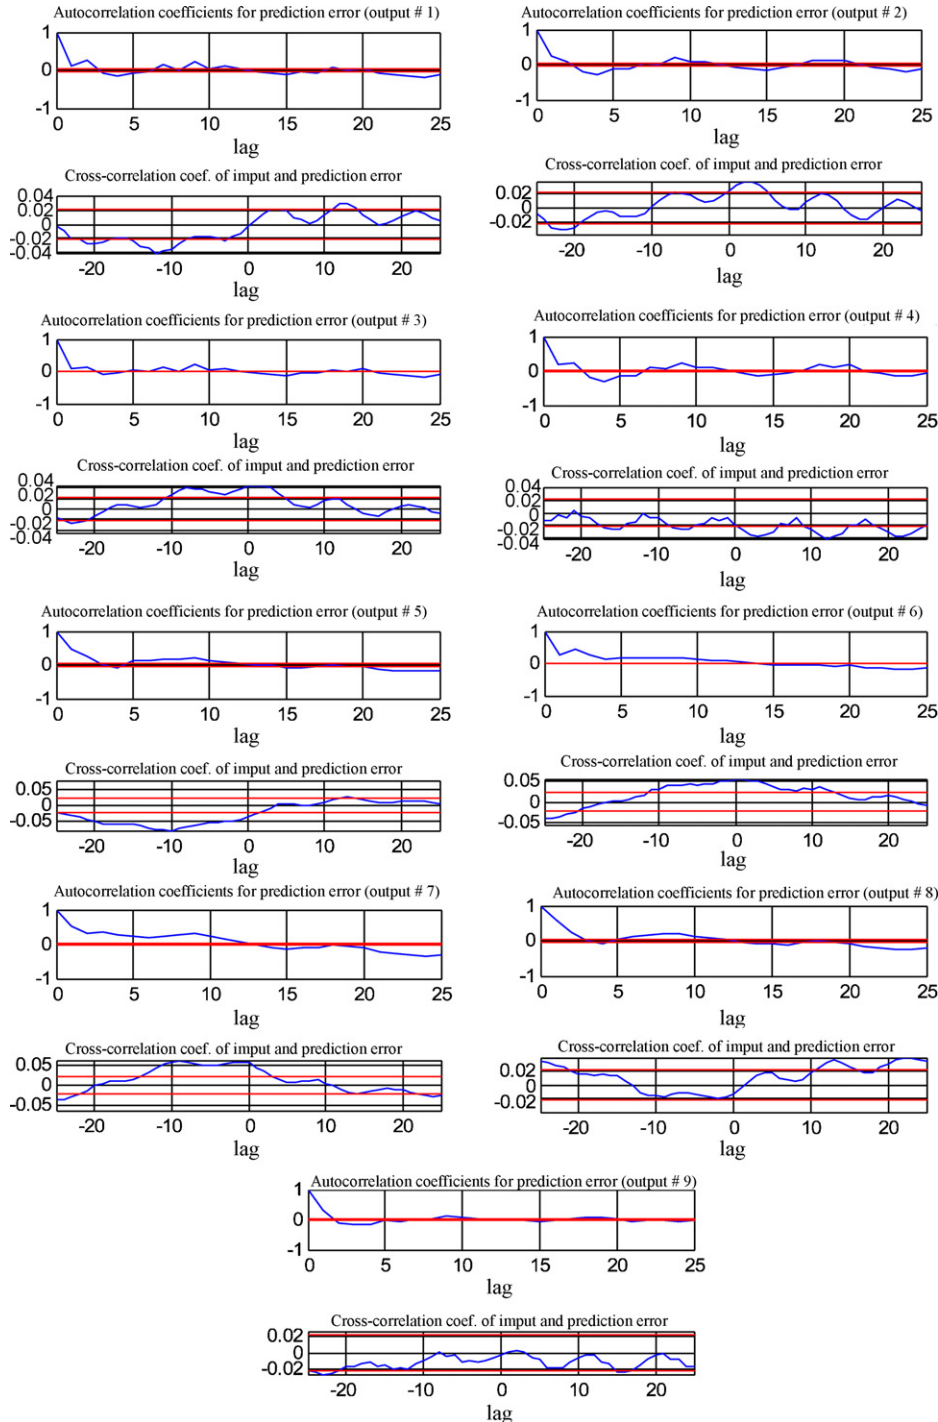 Autocorrelation coefficients for prediction error (output # 1)
1
0
-1
0 5 10 15 20 25
lag
Autocorrelation coefficients for prediction error (output # 2)
1
0
-1
0 5 10 15 20 25
lag
Cross-correlation coef. of imput and prediction error
0.04
0.02
0
-0.02
-0.04
-20 -10 0 10 20
lag
Cross-correlation coef. of imput and prediction error
0.02
0
-0.02
-20 -10 0 10 20
lag
Autocorrelation coefficients for prediction error (output # 3)
1
0
-1
0 5 10 15 20 25
lag
Autocorrelation coefficients for prediction error (output # 4)
1
0
-1
0 5 10 15 20 25
lag
Cross-correlation coef. of imput and prediction error
0.04
0.02
0
-0.02
-0.04
-20 -10 0 10 20
lag
Cross-correlation coef. of imput and prediction error
0.04
0.02
0
-0.02
-0.04
-20 -10 0 10 20
lag
Autocorrelation coefficients for prediction error (output # 5)
1
0
-1
0 5 10 15 20 25
lag
Autocorrelation coefficients for prediction error (output # 6)
1
0
-1
0 5 10 15 20 25
lag
Cross-correlation coef. of imput and prediction error
0.05
0
-0.05
-20 -10 0 10 20
lag
Cross-correlation coef. of imput and prediction error
0.05
0
-0.05
-20 -10 0 10 20
lag
Autocorrelation coefficients for prediction error (output # 7)
1
0
-1
0 5 10 15 20 25
lag
Autocorrelation coefficients for prediction error (output # 8)
1
0
-1
0 5 10 15 20 25
lag
Cross-correlation coef. of imput and prediction error
0.05
0
-0.05
-20 -10 0 10 20
lag
Cross-correlation coef. of imput and prediction error
0.02
0
-0.02
-20 -10 0 10 20
lag
Autocorrelation coefficients for prediction error (output # 9)
1
0
-1
0 5 10 15 20 25
lag
Cross-correlation coef. of imput and prediction error
0.02
0
-0.02
-20 -10 0 10 20
lag